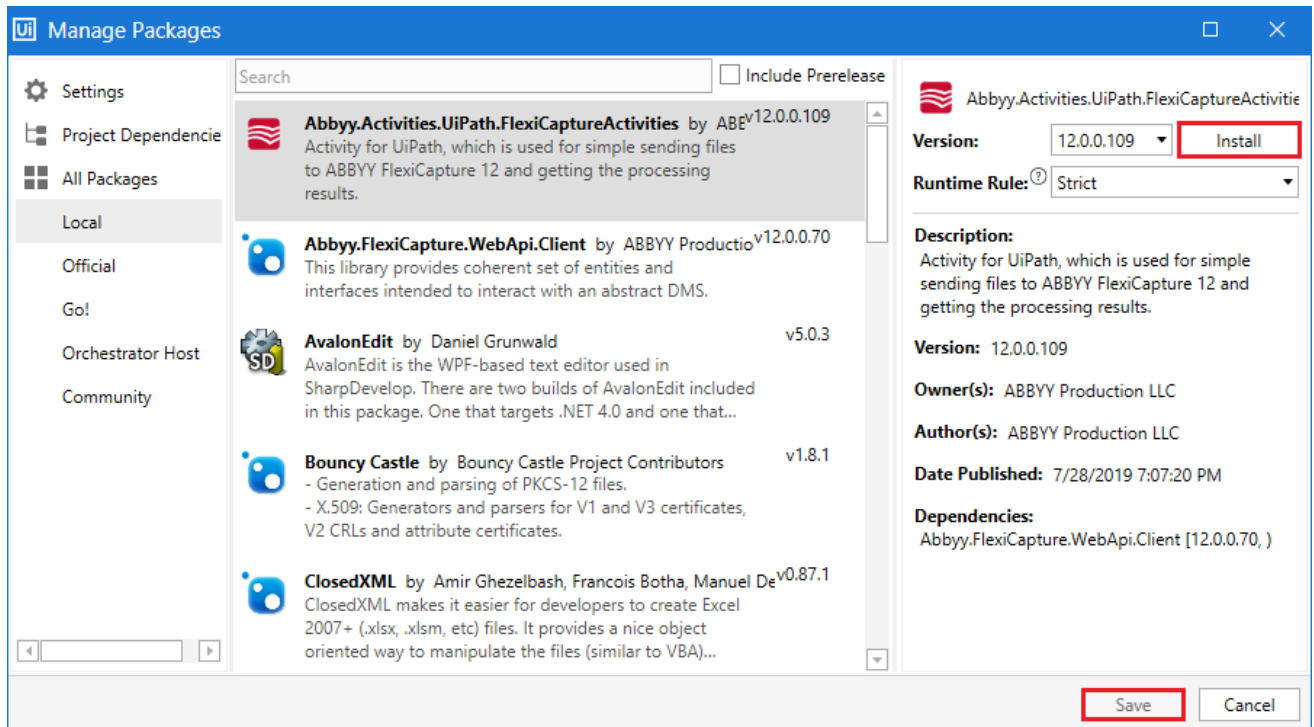 Ui Manage Packages
Settings
Project Dependencie
All Packages
Local
Official
Go!
Orchestrator Host
Community
Search
Include Prerelease
Abbyy.Activities.UiPath.FlexiCaptureActivities by ABE v12.0.0.109
Activity for UiPath, which is used for simple sending files
to ABBYY FlexiCapture 12 and getting the processing
results.
Abbyy.FlexiCapture.WebApi.Client by ABBYY Productio v12.0.0.70
This library provides coherent set of entities and
interfaces intended to interact with an abstract DMS.
SD
AvalonEdit by Daniel Grunwald v5.0.3
AvalonEdit is the WPF-based text editor used in
SharpDevelop. There are two builds of AvalonEdit included
in this package. One that targets .NET 4.0 and one that...
Bouncy Castle by Bouncy Castle Project Contributors v1.8.1
- Generation and parsing of PKCS-12 files.
- X.509: Generators and parsers for V1 and V3 certificates,
V2 CRLs and attribute certificates.
ClosedXML by Amir Ghezelbash, Francois Botha, Manuel De v0.87.1
ClosedXML makes it easier for developers to create Excel
2007+ (.xlsx, .xlsm, etc) files. It provides a nice object
oriented way to manipulate the files (similar to VBA)...
Abbyy.Activities.UiPath.FlexiCaptureActivitie
Version: 12.0.0.109 Install
Runtime Rule: ? Strict
Description:
Activity for UiPath, which is used for simple
sending files to ABBYY FlexiCapture 12 and
getting the processing results.
Version: 12.0.0.109
Owner(s): ABBYY Production LLC
Author(s): ABBYY Production LLC
Date Published: 7/28/2019 7:07:20 PM
Dependencies:
Abbyy.FlexiCapture.WebApi.Client [12.0.0.70, )
Save Cancel